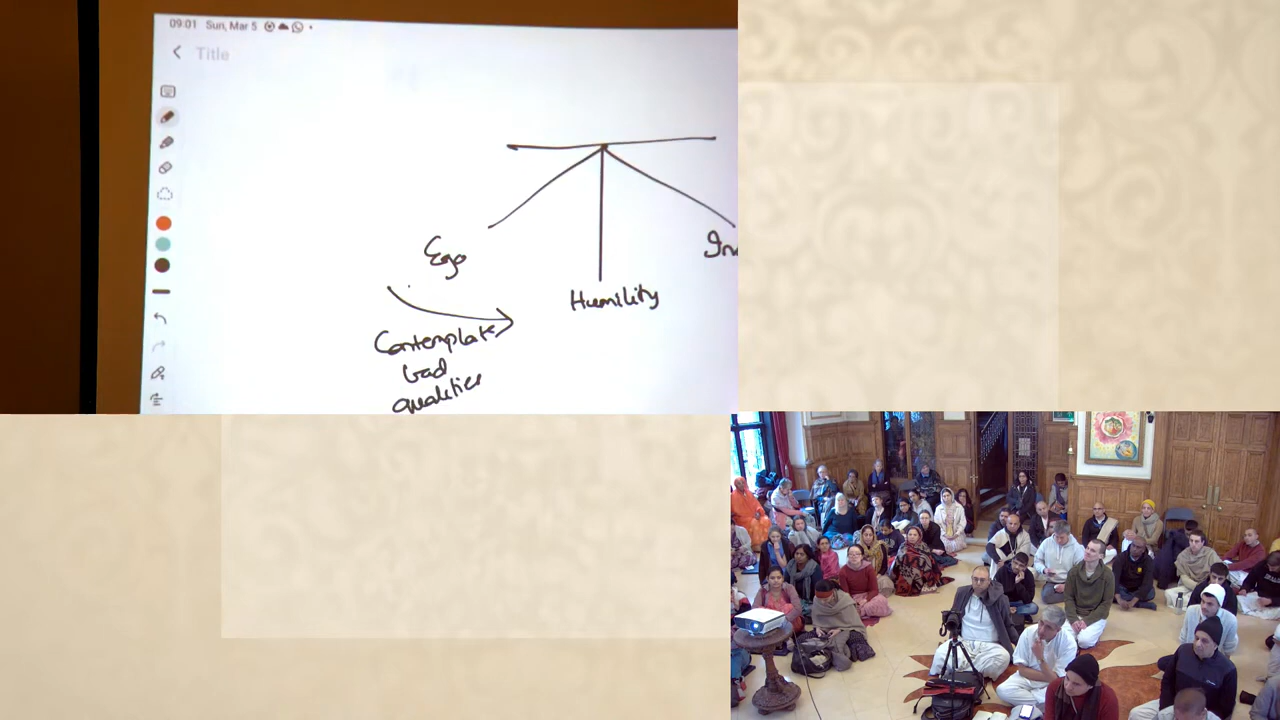 09:01 Sun, Mar 5
Title
Ego
Humility
Contemplate
bad
qualities